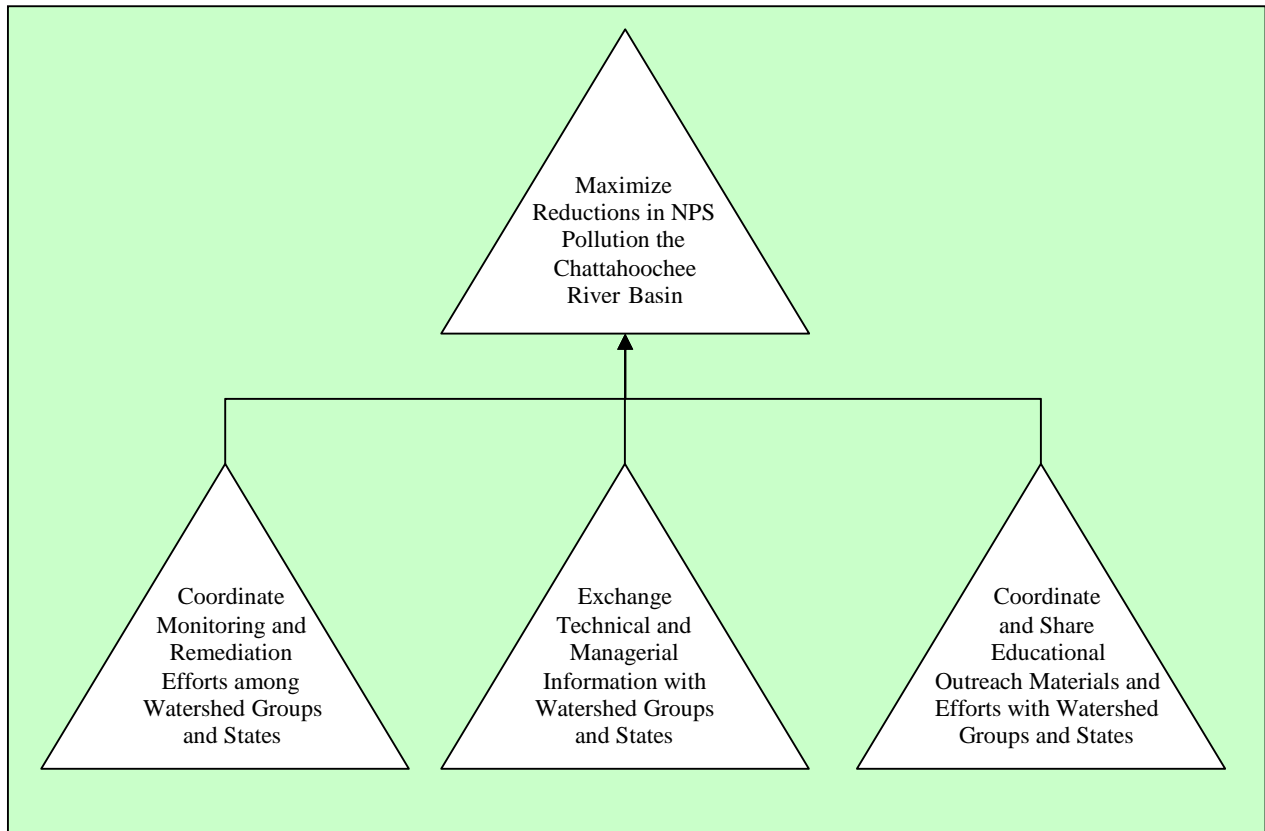 Maximize
Reductions in NPS
Pollution the
Chattahoochee
River Basin
Coordinate
Monitoring and
Remediation
Efforts among
Watershed Groups
and States
Exchange
Technical and
Managerial
Information with
Watershed Groups
and States
Coordinate
and Share
Educational
Outreach Materials and
Efforts with Watershed
Groups and States